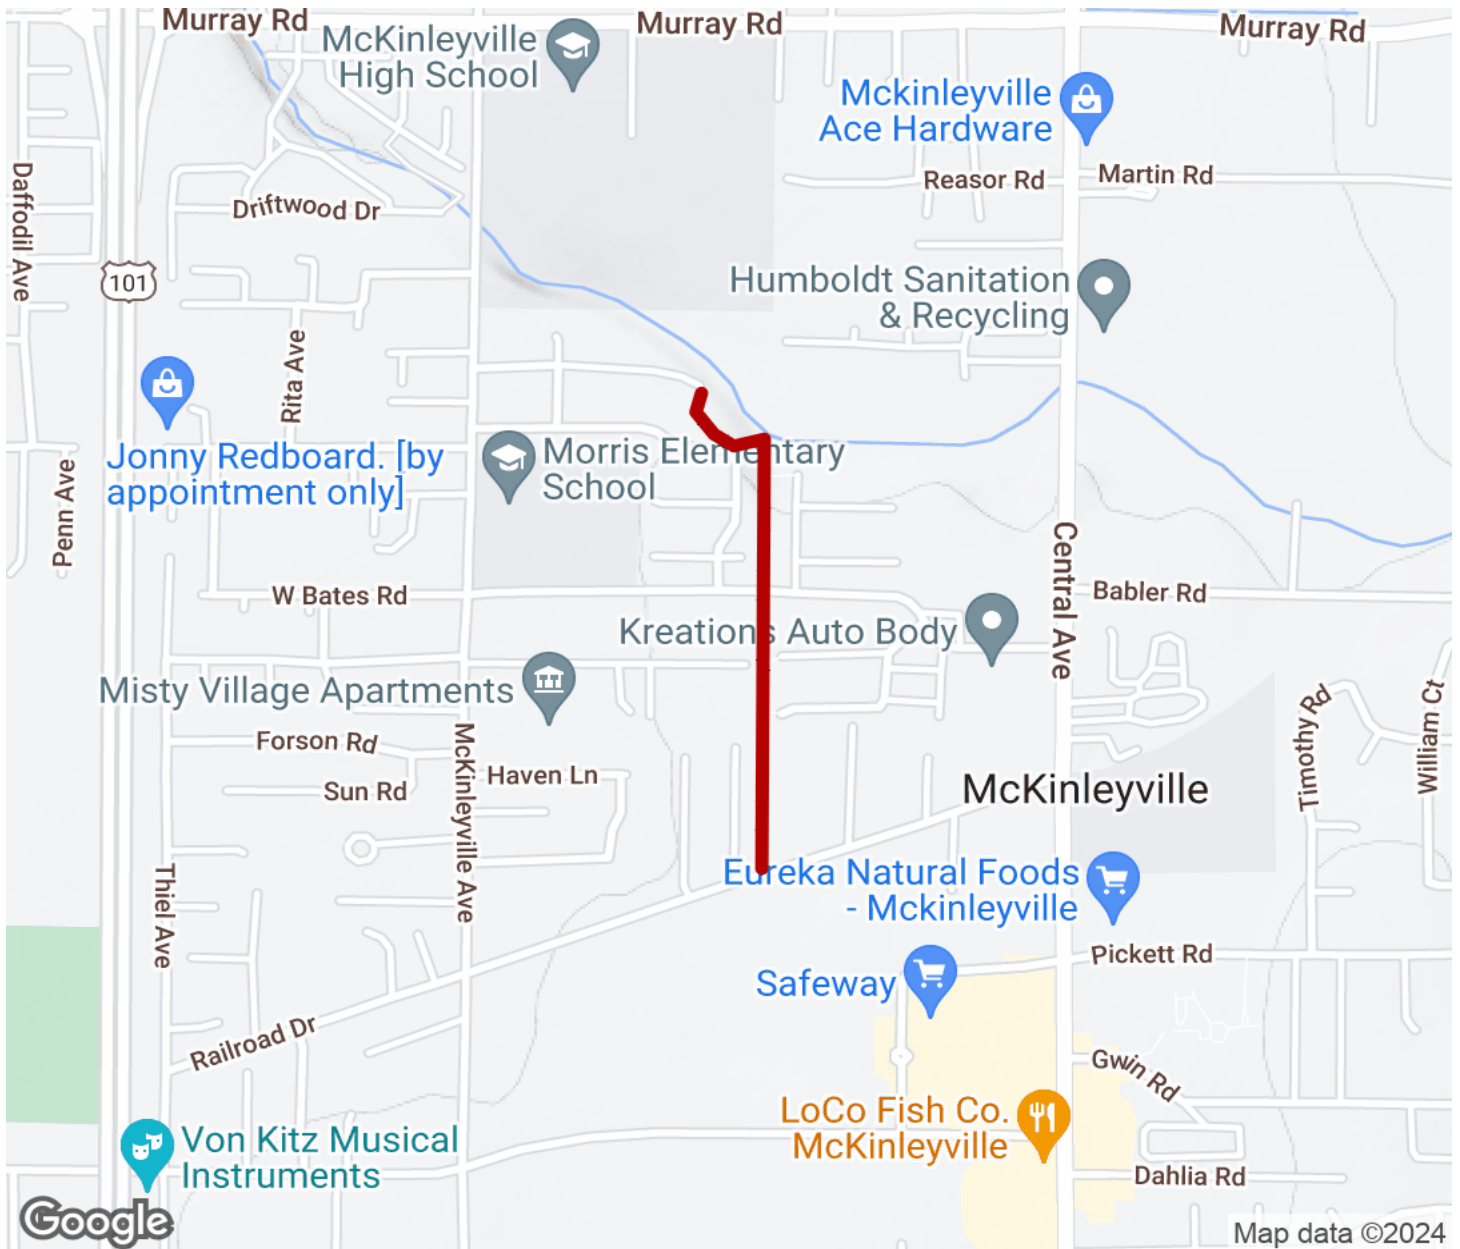 Murray Rd
Murray Rd
Murray Rd
McKinleyville
High School
Mckinleyville
Ace Hardware
Reasor Rd
Martin Rd
Daffodil Ave
Driftwood Dr
101
Humboldt Sanitation
& Recycling
Rita Ave
Jonny Redboard. [by
appointment only]
Morris Elementary
School
Penn Ave
Central Ave
W Bates Rd
Babler Rd
Kreations Auto Body
Misty Village Apartments
Forson Rd
McKinleyville Ave
Haven Ln
Sun Rd
McKinleyville
Timothy Rd
William Ct
Eureka Natural Foods
- Mckinleyville
Thiel Ave
Pickett Rd
Safeway
Railroad Dr
Gwin Rd
LoCo Fish Co.
McKinleyville
Von Kitz Musical
Instruments
Dahlia Rd
Google
Map data ©2024